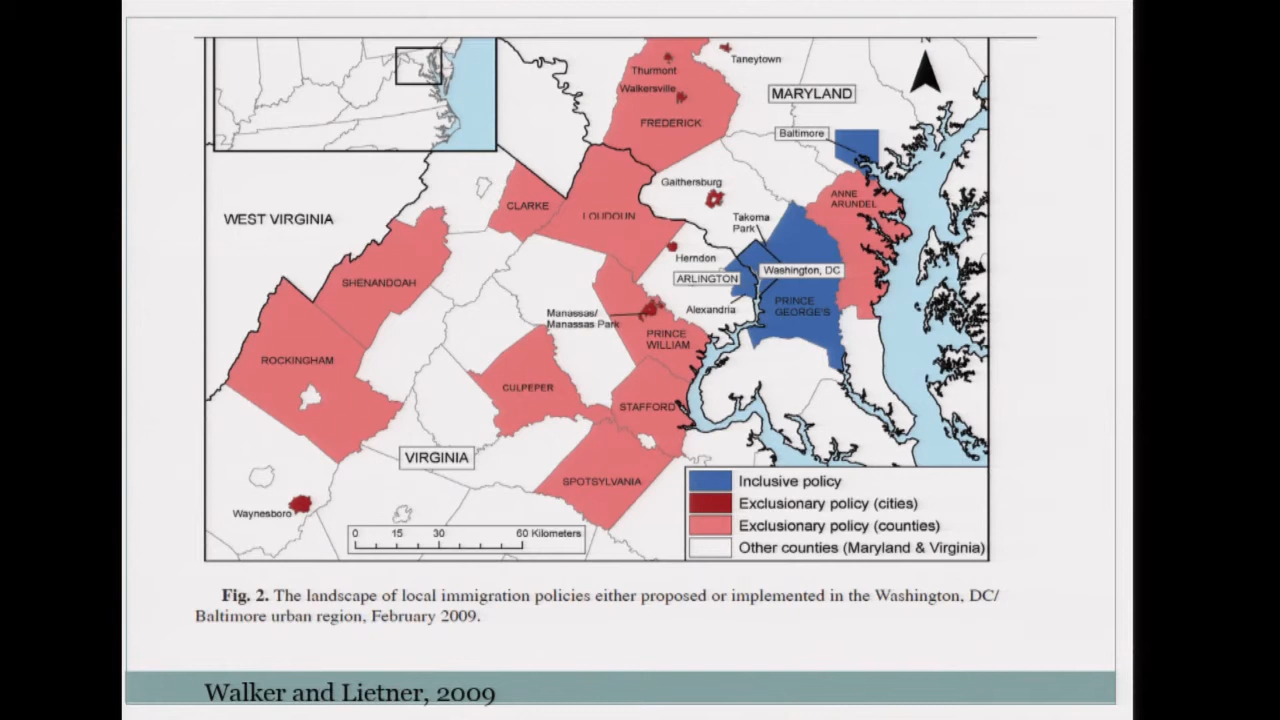 N
Taneytown
Thurmont
Walkersville
MARYLAND
FREDERICK
Baltimore
Gaithersburg
ANNE
ARUNDEL
CLARKE
LOUDOUN
WEST VIRGINIA
Takoma
Park
Herndon
Washington, DC
ARLINGTON
SHENANDOAH
Alexandria
PRINCE
GEORGE'S
Manassas/
Manassas Park
PRINCE
WILLIAM
ROCKINGHAM
CULPEPER
STAFFORD
VIRGINIA
SPOTSYLVANIA
Waynesboro
0 15 30 60 Kilometers
Inclusive policy
Exclusionary policy (cities)
Exclusionary policy (counties)
Other counties (Maryland & Virginia)
Fig. 2. The landscape of local immigration policies either proposed or implemented in the Washington, DC/
Baltimore urban region, February 2009.
Walker and Lietner, 2009